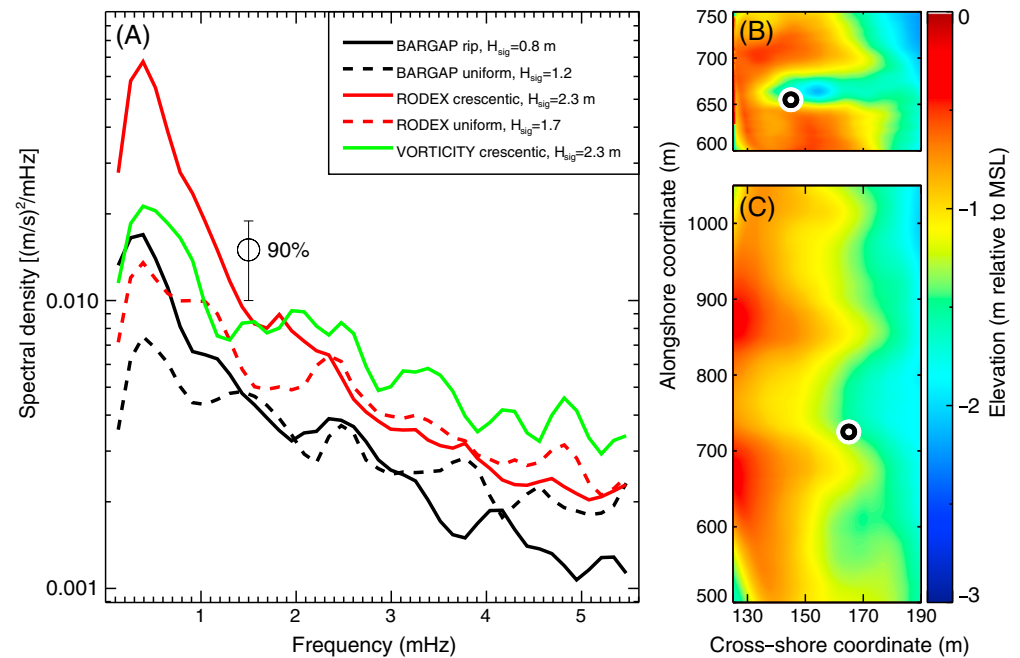 (A)
BARGAP rip, Hsig=0.8 m
BARGAP uniform, Hsig=1.2
RODEX crescentic, Hsig=2.3 m
RODEX uniform, Hsig=1.7
VORTICITY crescentic, Hsig=2.3 m
90%
Spectral density [(m/s)²/mHz]
0.010
0.001
1 2 3 4 5
Frequency (mHz)
(B)
750
700
650
600
(C)
1000
900
800
700
600
500
Alongshore coordinate (m)
125 150 170 190
Cross−shore coordinate (m)
0
−1
−2
−3
Elevation (m relative to MSL)